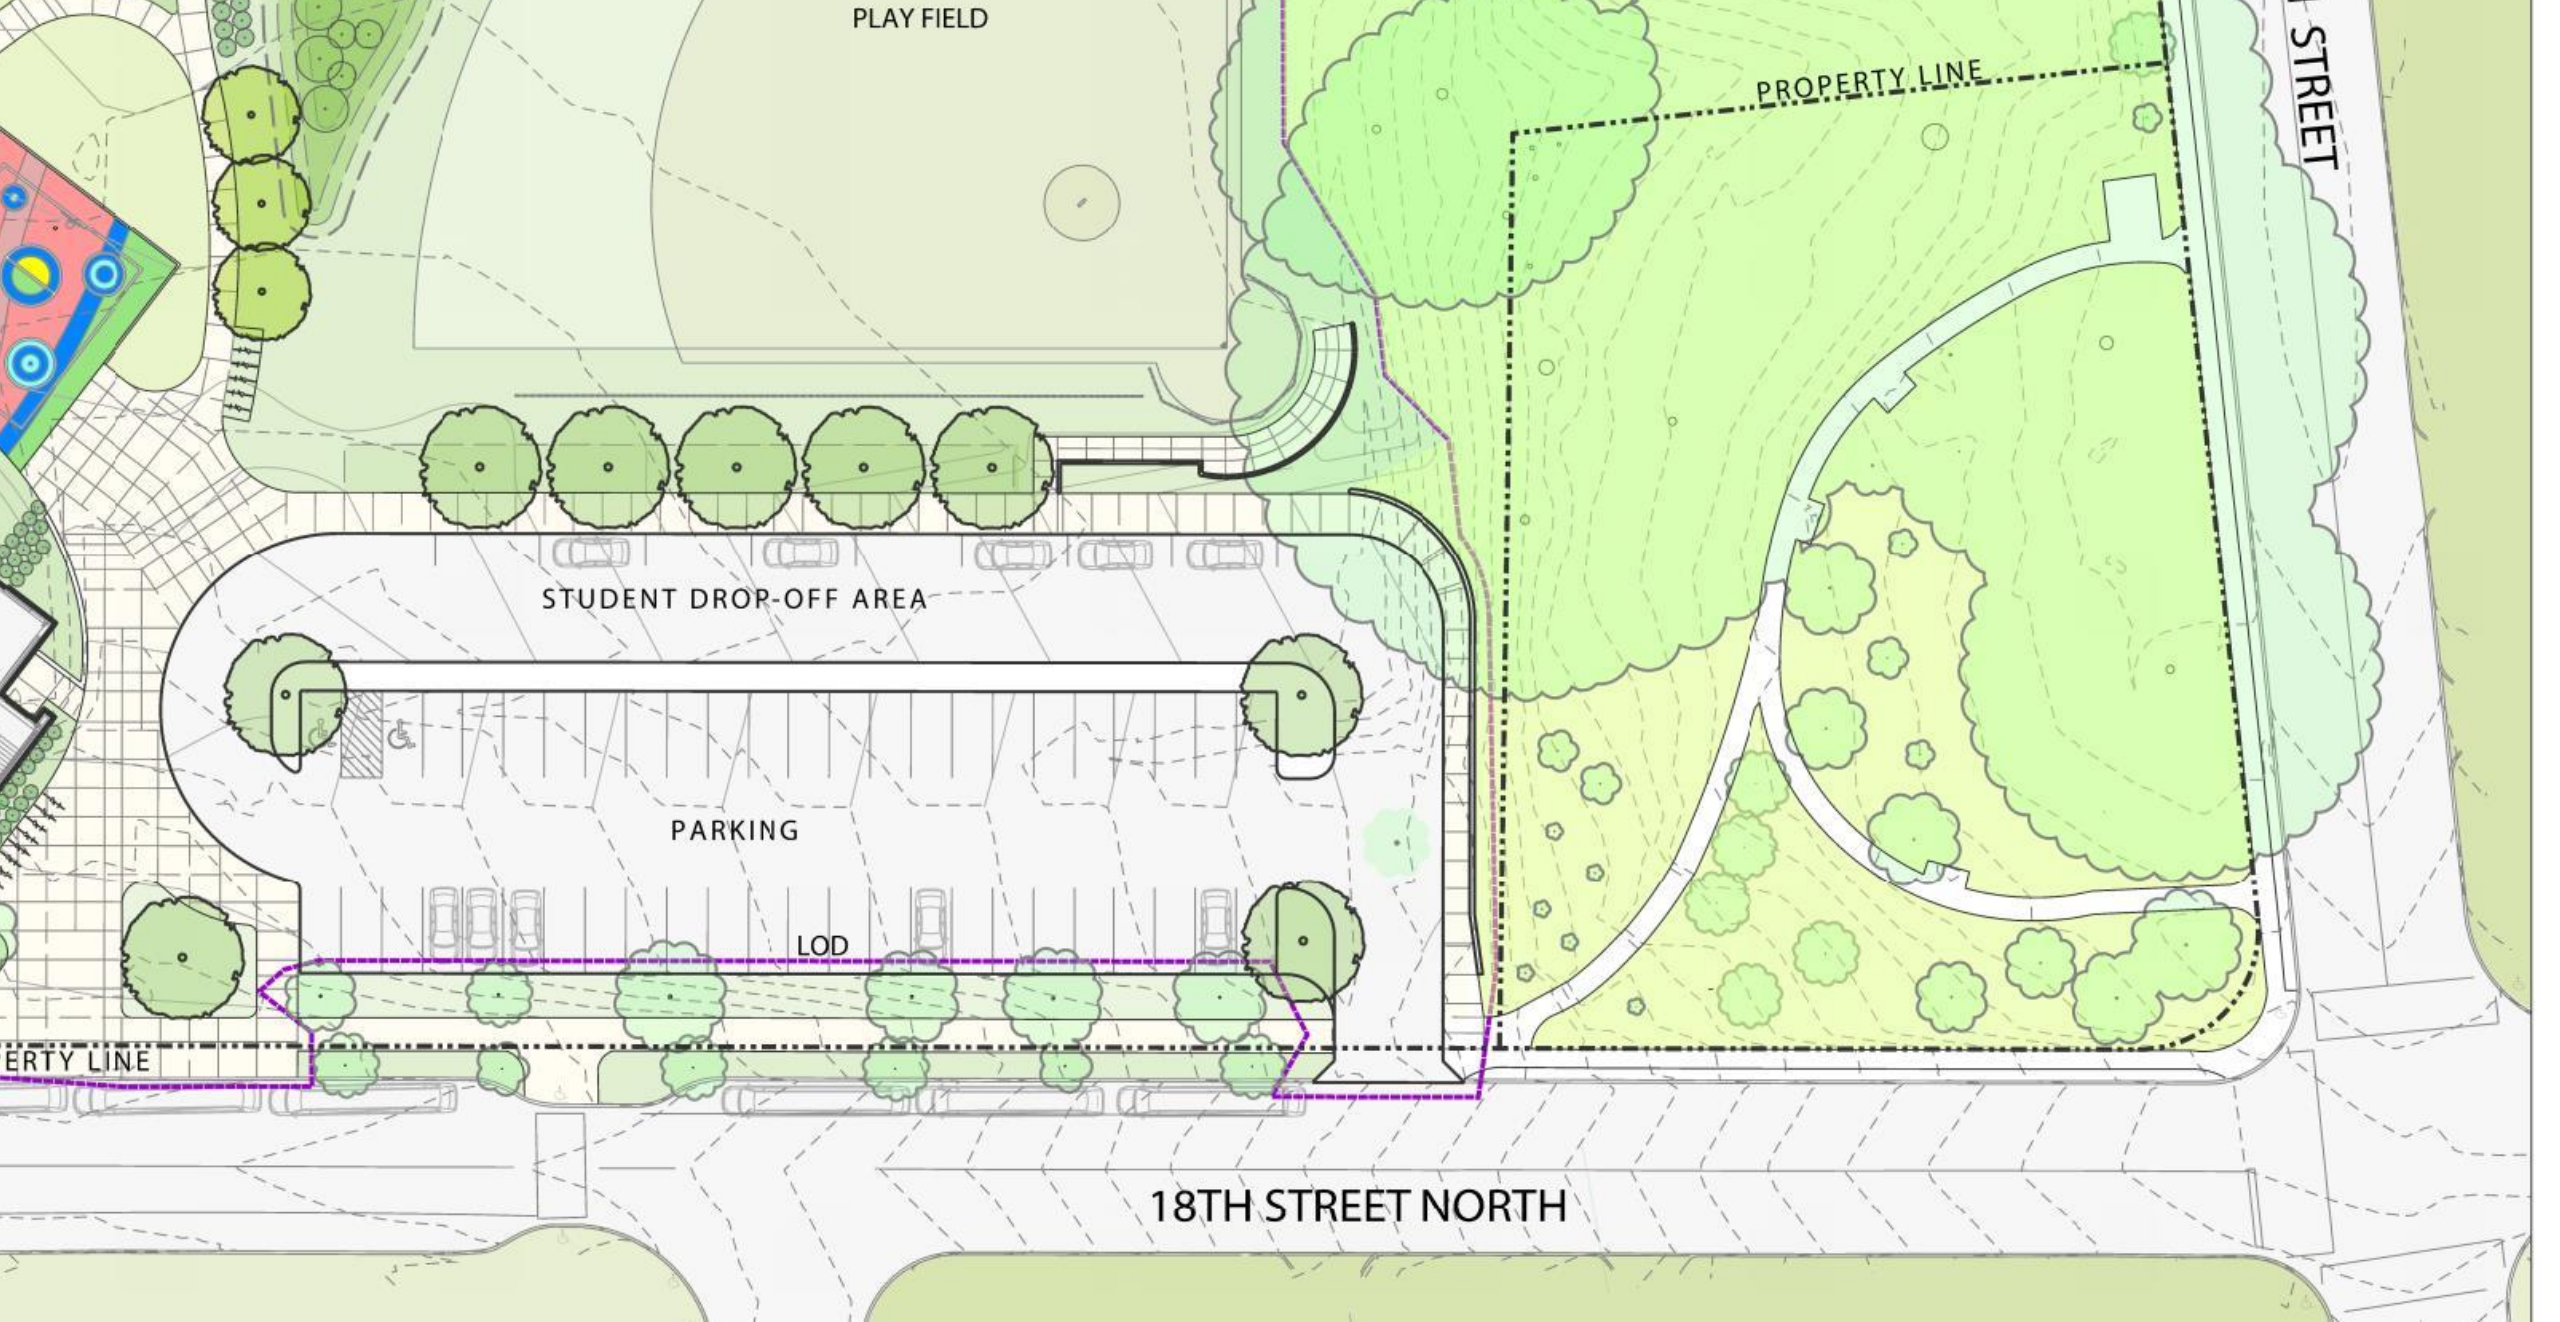 PLAY FIELD
PROPERTY LINE
STREET
STUDENT DROP-OFF AREA
PARKING
LOD
ERTY LINE
18TH STREET NORTH